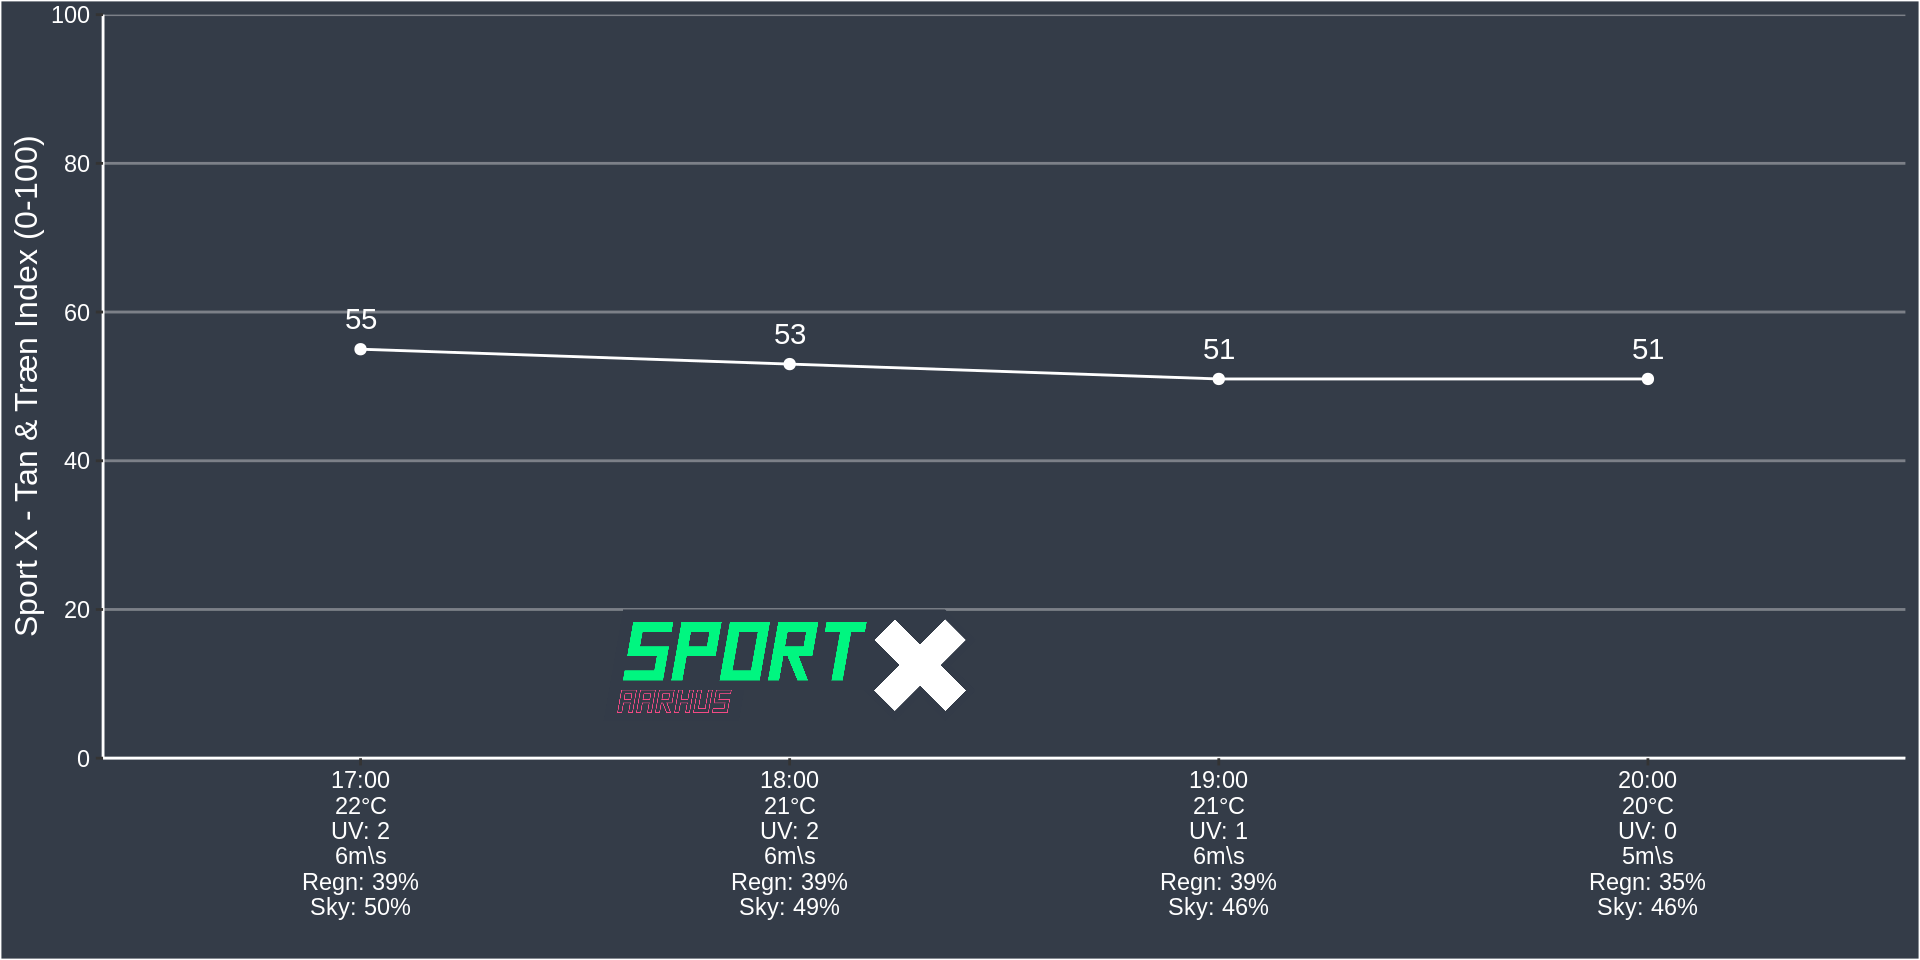 Sport X - Tan & Træn Index (0-100)
100
80
60
40
20
0
55
53
51
51
SPORT X
AARHUS
17:00
22°C
UV: 2
6m\s
Regn: 39%
Sky: 50%
18:00
21°C
UV: 2
6m\s
Regn: 39%
Sky: 49%
19:00
21°C
UV: 1
6m\s
Regn: 39%
Sky: 46%
20:00
20°C
UV: 0
5m\s
Regn: 35%
Sky: 46%